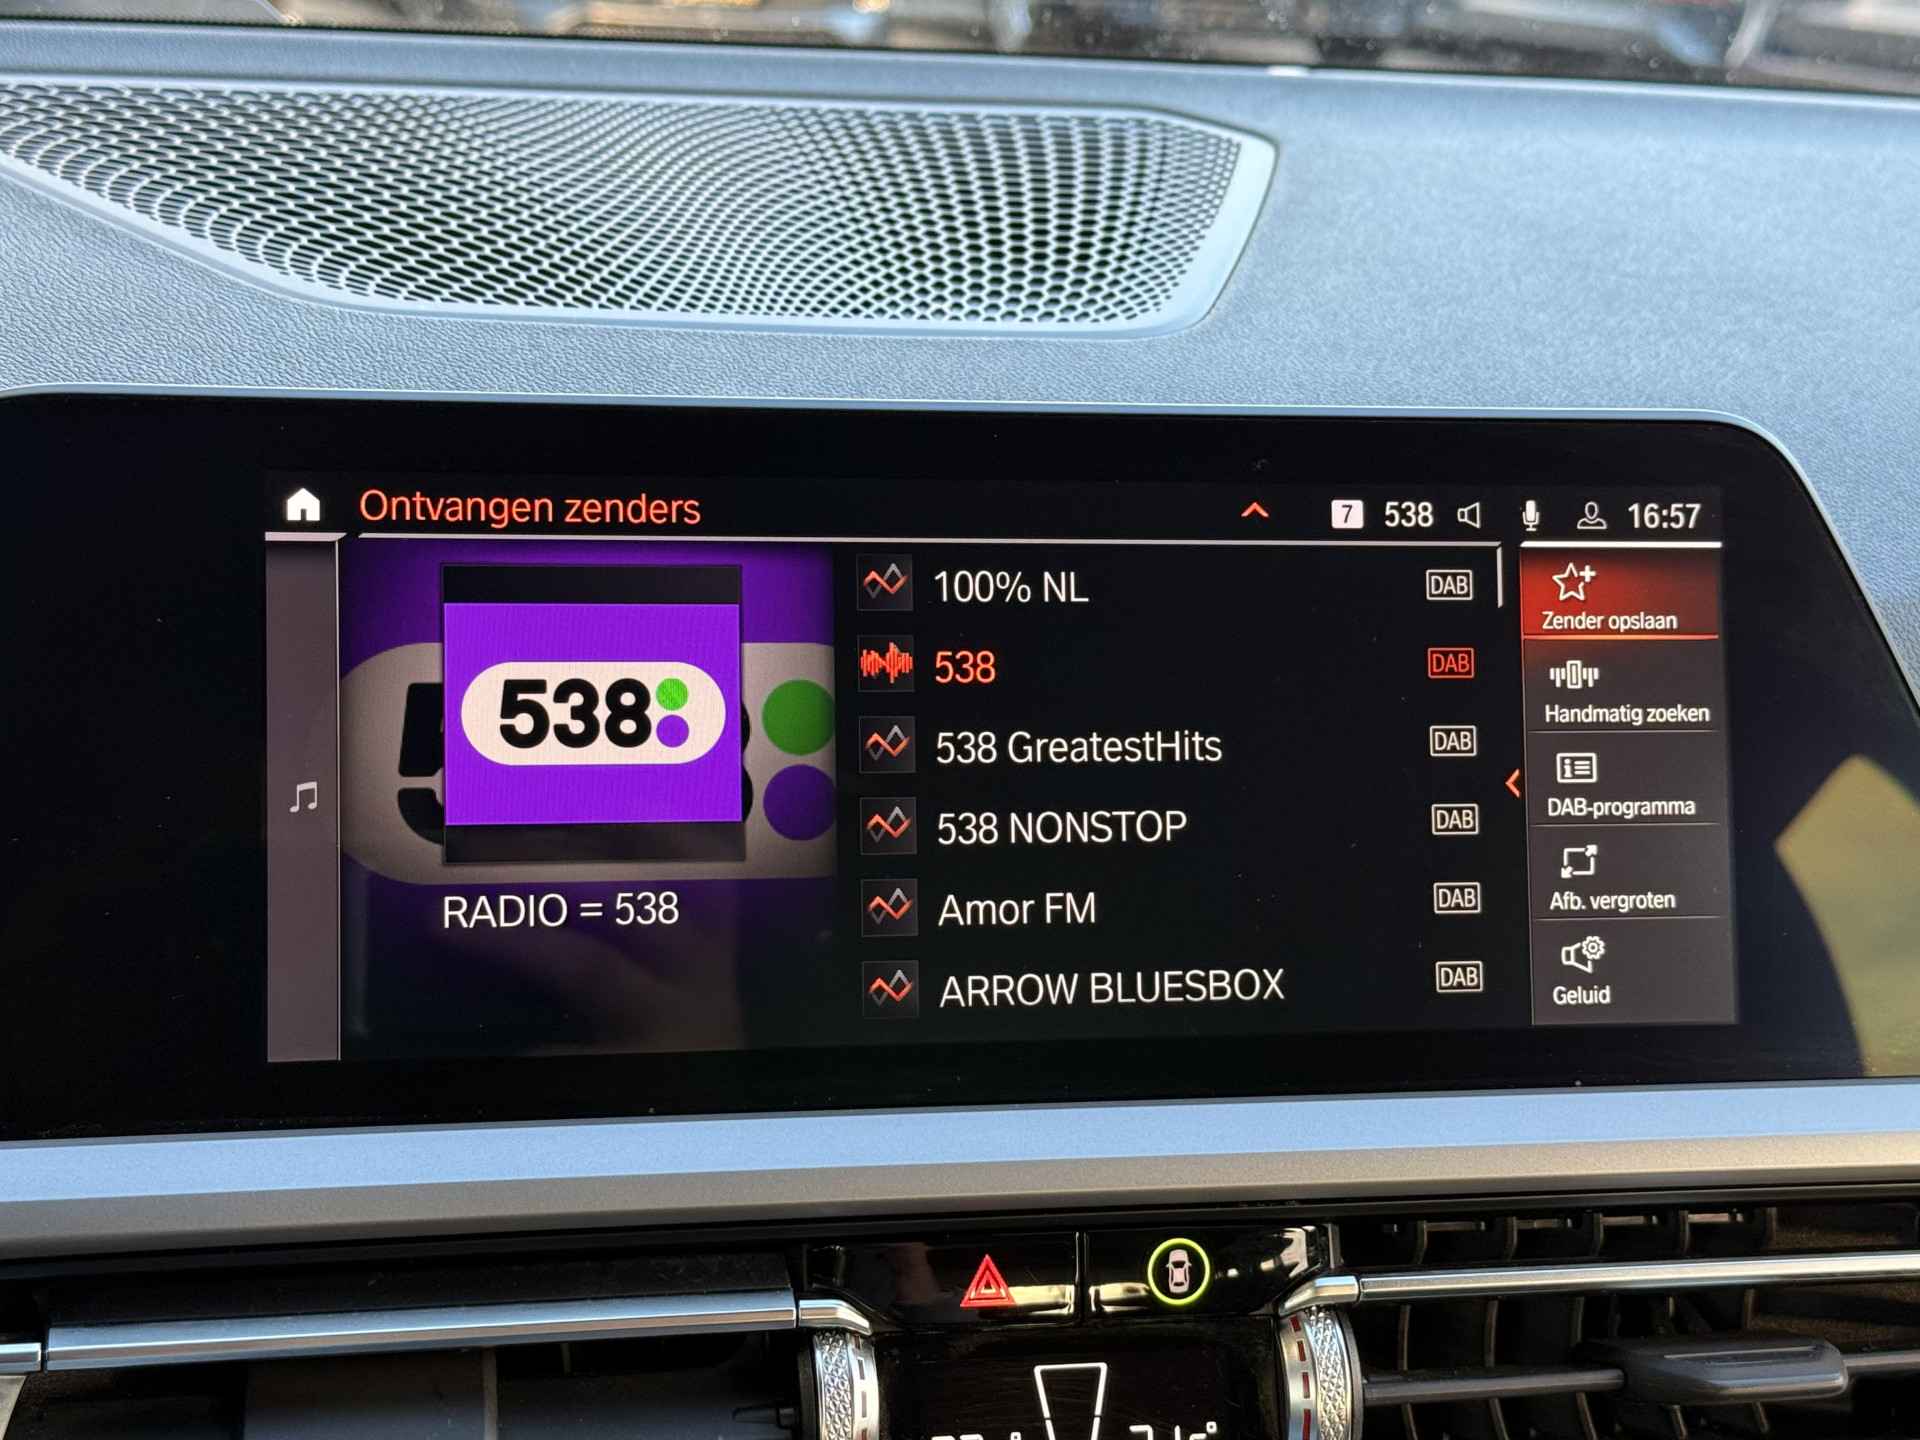 Ontvangen zenders
7 538 16:57
538
RADIO = 538
100% NL DAB
538 DAB
538 GreatestHits DAB
538 NONSTOP DAB
Amor FM DAB
ARROW BLUESBOX DAB
Zender opslaan
Handmatig zoeken
DAB-programma
Afb. vergroten
Geluid